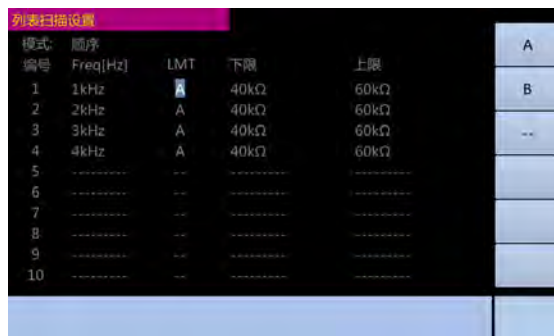 列表扫描设置
模式: 顺序
编号 Freq[Hz] LMT 下限 上限
1 1kHz A 40kΩ 60kΩ
2 2kHz A 40kΩ 60kΩ
3 3kHz A 40kΩ 60kΩ
4 4kHz A 40kΩ 60kΩ
5 --------- -- --------- ---------
6 --------- -- --------- ---------
7 --------- -- --------- ---------
8 --------- -- --------- ---------
9 --------- -- --------- ---------
10 --------- -- --------- ---------
A
B
--